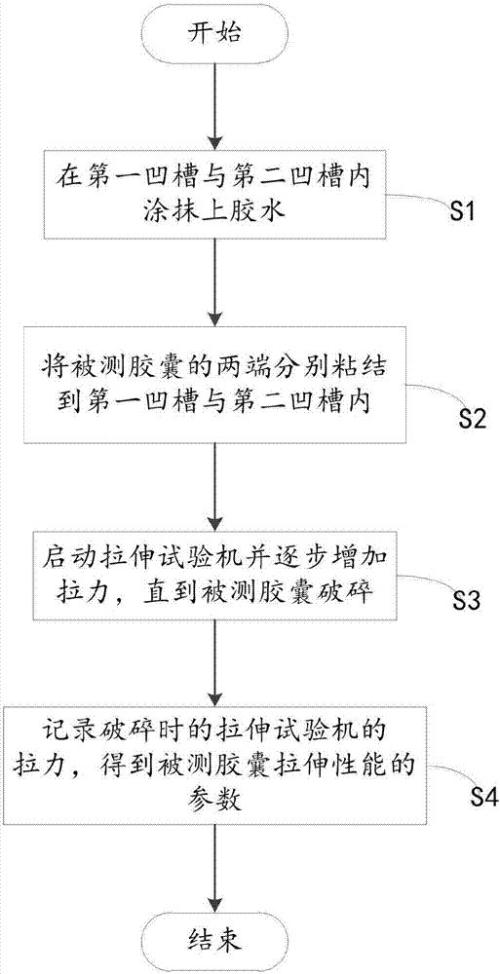 开始
在第一凹槽与第二凹槽内
涂抹上胶水
S1
将被测胶囊的两端分别粘结
到第一凹槽与第二凹槽内
S2
启动拉伸试验机并逐步增加
拉力，直到被测胶囊破碎
S3
记录破碎时的拉伸试验机的
拉力，得到被测胶囊拉伸性能的
参数
S4
结束